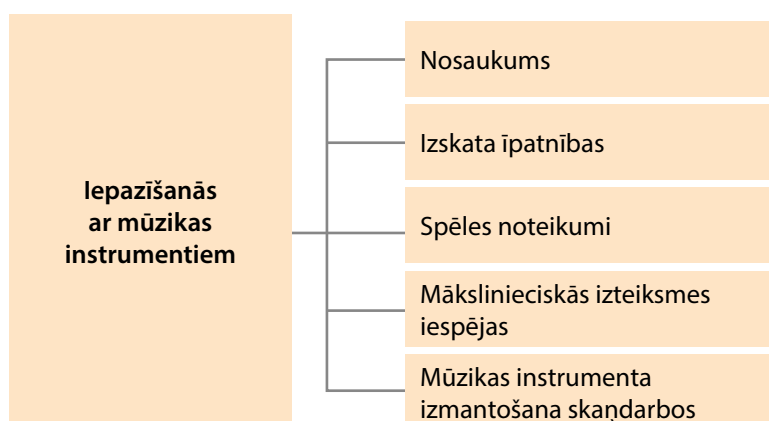 Iepazīšanās
ar mūzikas
instrumentiem
Nosaukums
Izskata īpatnības
Spēles noteikumi
Mākslinieciskās izteiksmes
iespējas
Mūzikas instrumenta
izmantošana skaņdarbos